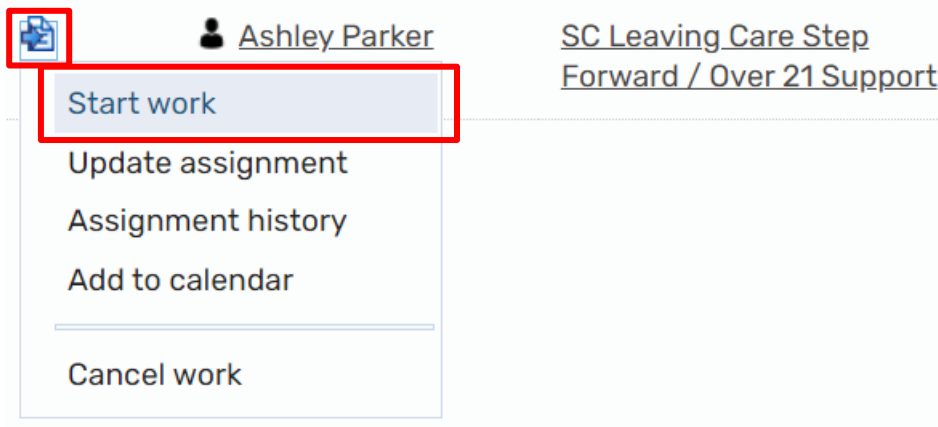 Ashley Parker
SC Leaving Care Step
Forward / Over 21 Support
Start work
Update assignment
Assignment history
Add to calendar
Cancel work